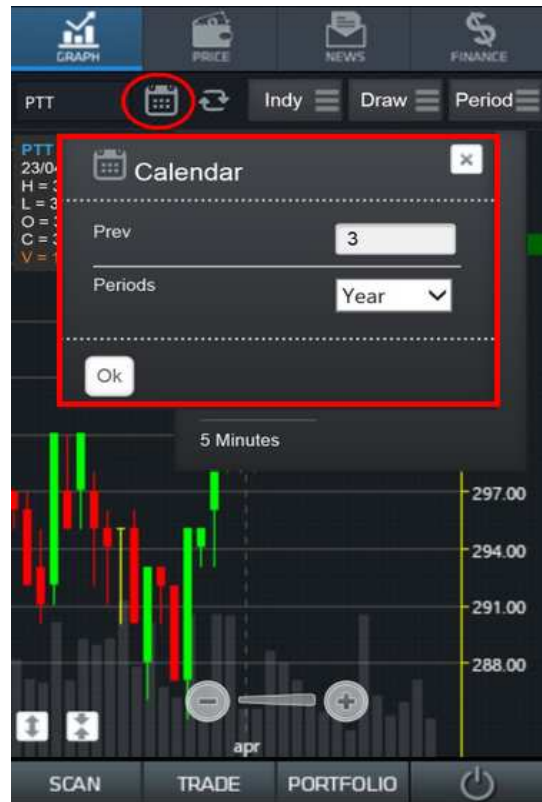 GRAPH PRICE NEWS FINANCE
PTT Indy Draw Period
PTT
23/04
H = 3
L = 3
O = 3
C = 3
V = 1
Calendar
Prev 3
Periods Year
Ok
5 Minutes
297.00
294.00
291.00
288.00
apr
SCAN TRADE PORTFOLIO